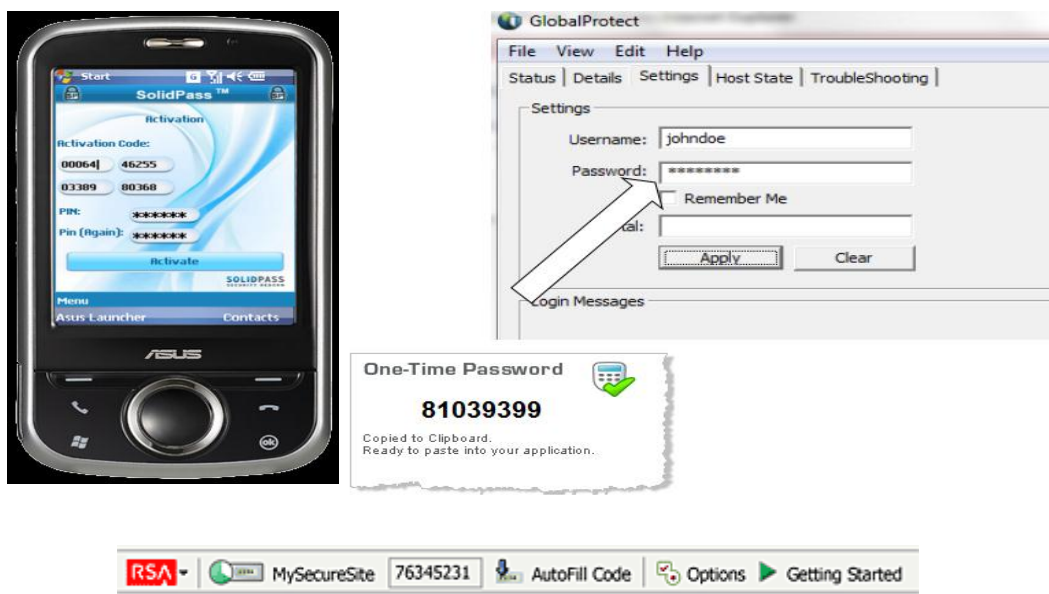 Start
SolidPass™
Activation
Activation Code:
00064 46255
03389 80368
PIN: ******
Pin (Again): ******
Activate
SOLIDPASS
Menu
Asus Launcher Contacts
ASUS
ok
GlobalProtect
File View Edit Help
Status Details Settings Host State TroubleShooting
Settings
Username: johndoe
Password: ********
Remember Me
tal:
Apply Clear
Login Messages
One-Time Password
81039399
Copied to Clipboard.
Ready to paste into your application.
RSA MySecureSite 76345231 AutoFill Code Options Getting Started